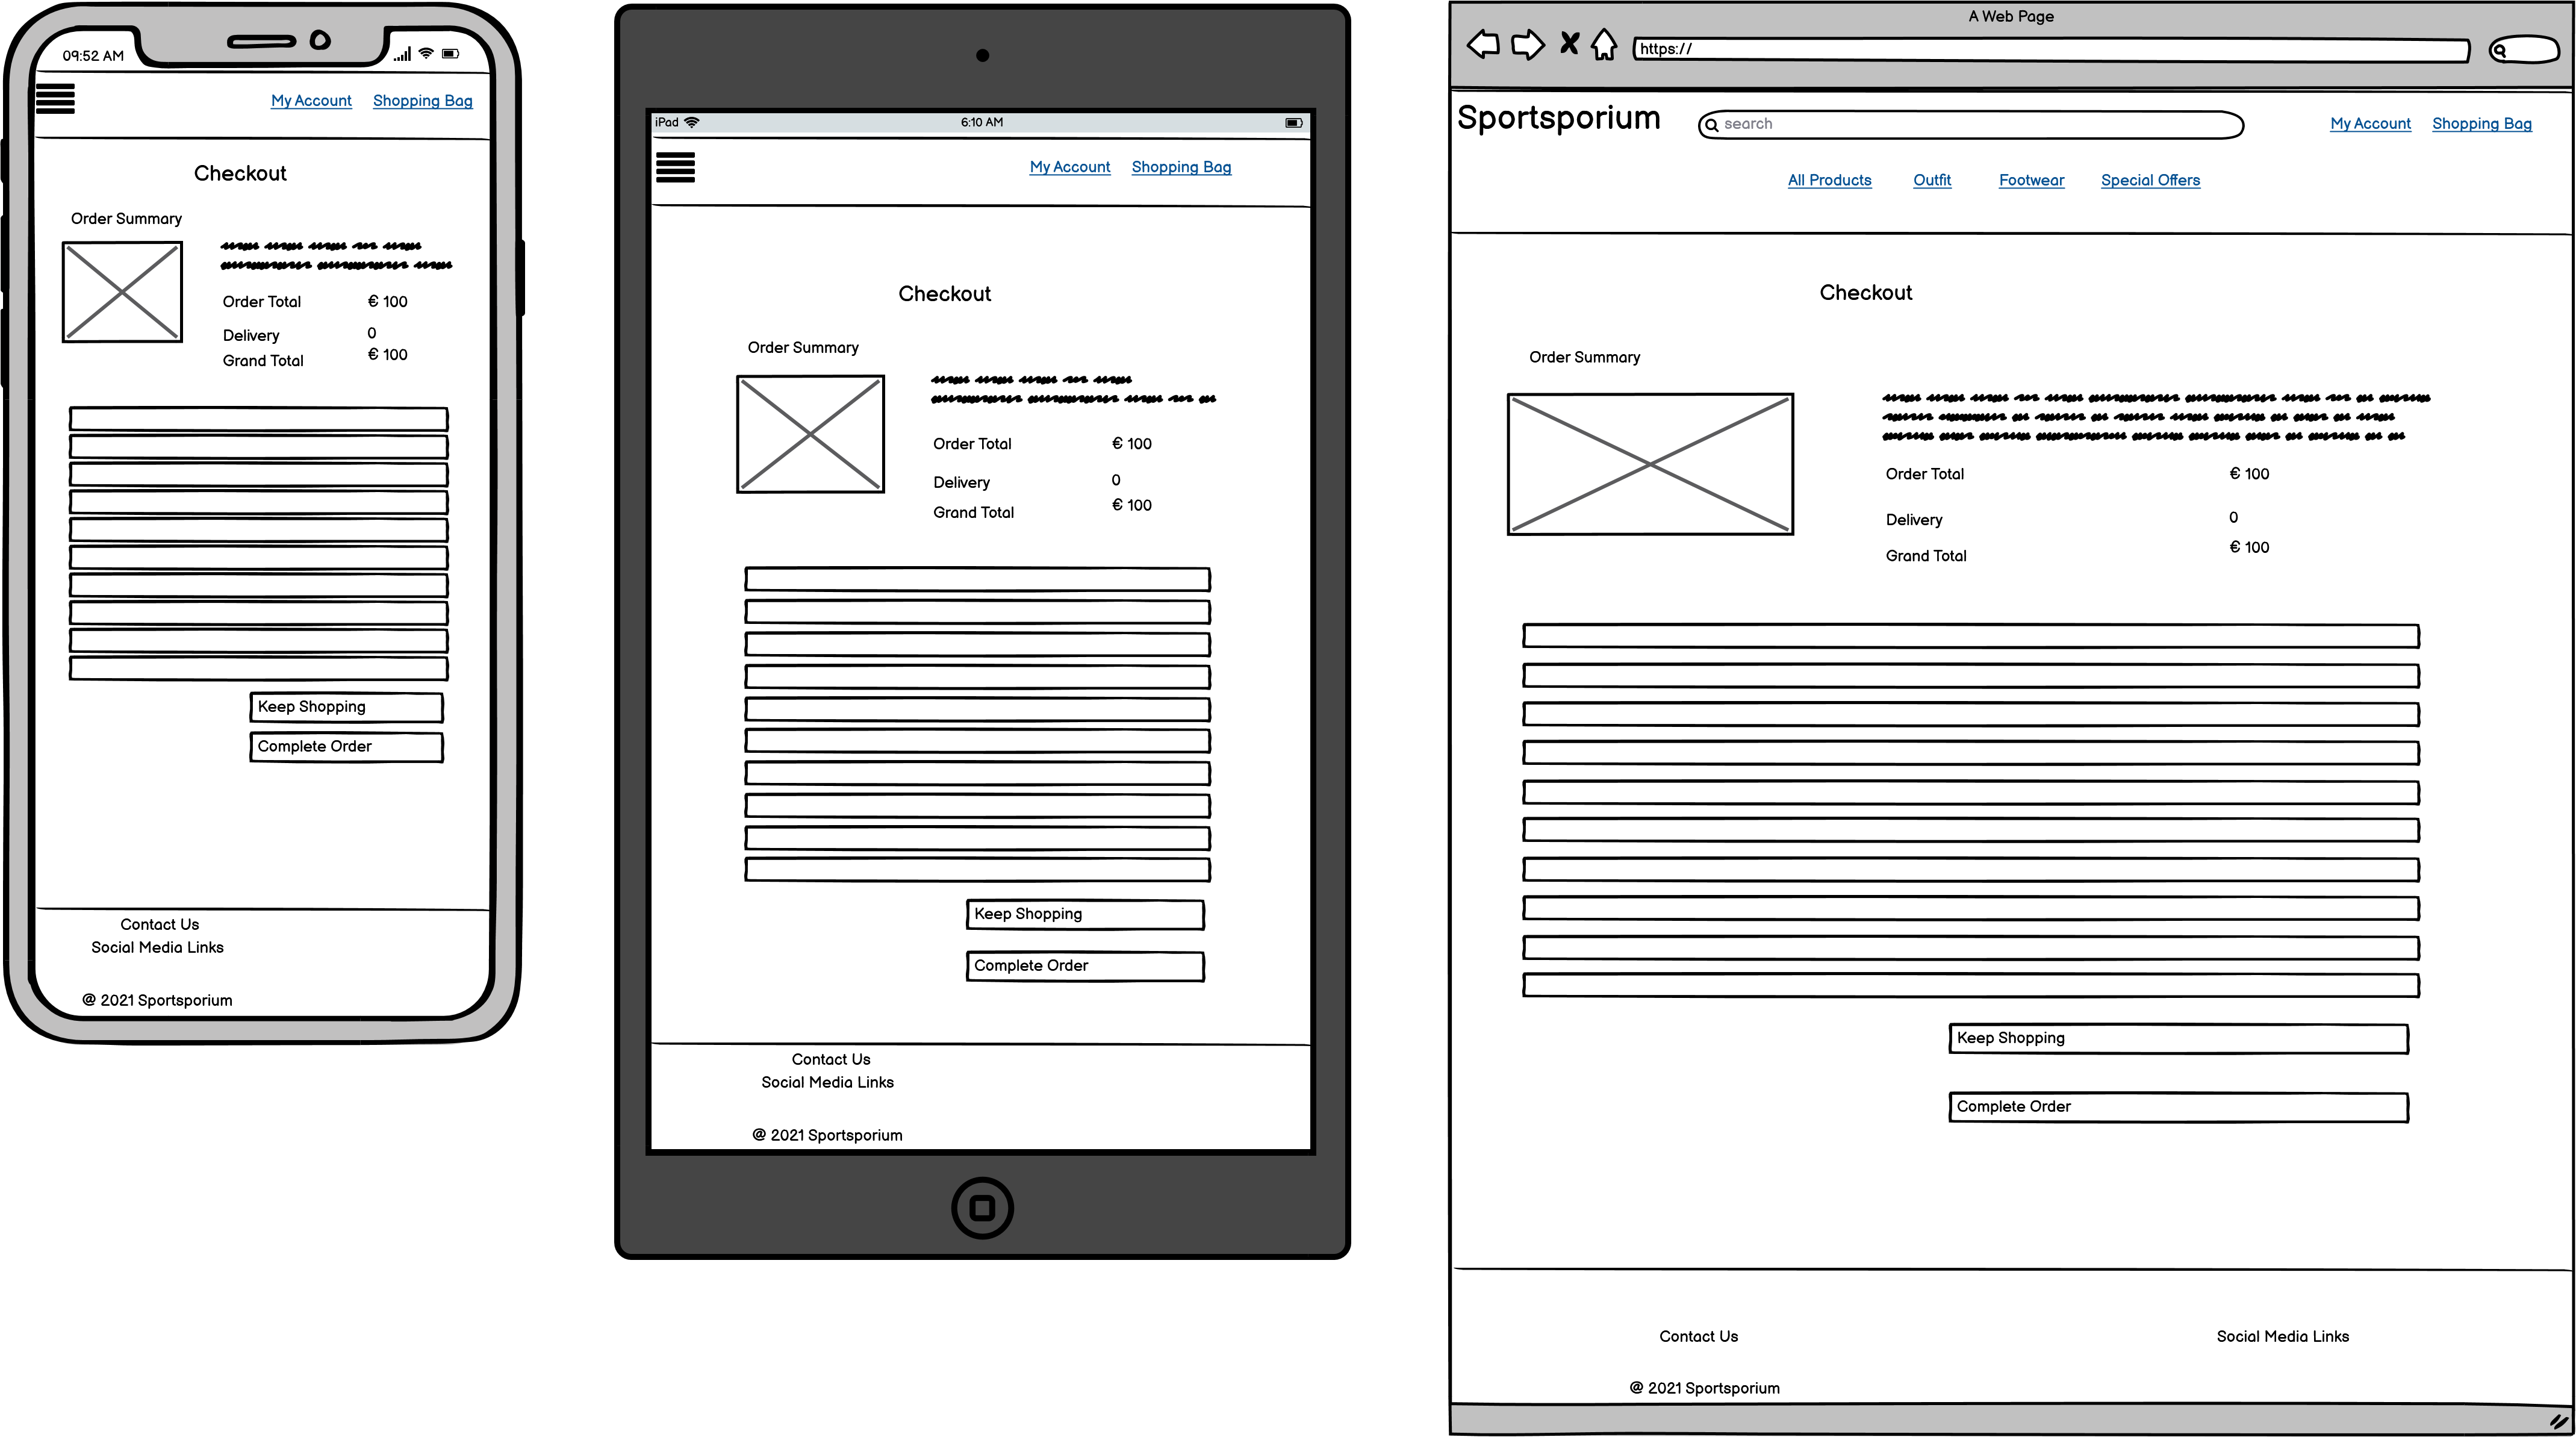 09:52 AM
My Account Shopping Bag
Checkout
Order Summary
Order Total € 100
Delivery 0
Grand Total € 100
Keep Shopping
Complete Order
Contact Us
Social Media Links
@ 2021 Sportsporium
iPad 6:10 AM
My Account Shopping Bag
Checkout
Order Summary
Order Total € 100
Delivery 0
Grand Total € 100
Keep Shopping
Complete Order
Contact Us
Social Media Links
@ 2021 Sportsporium
A Web Page
https://
Sportsporium search My Account Shopping Bag
All Products Outfit Footwear Special Offers
Checkout
Order Summary
Order Total € 100
Delivery 0
Grand Total € 100
Keep Shopping
Complete Order
Contact Us Social Media Links
@ 2021 Sportsporium